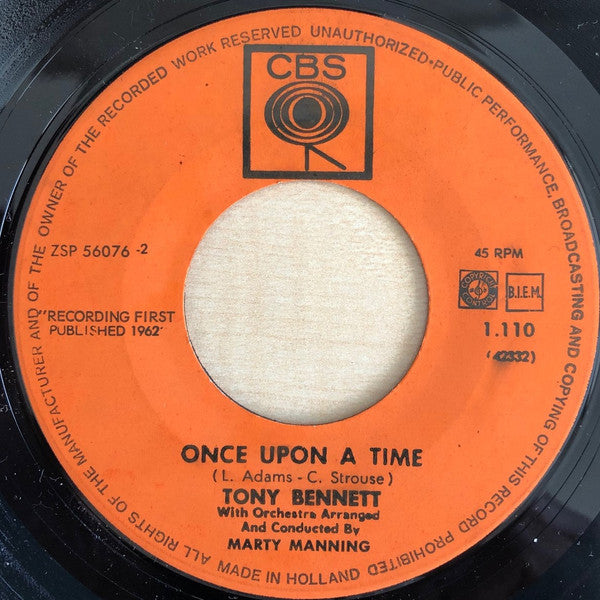 ALL RIGHTS OF THE MANUFACTURER AND OF THE OWNER OF THE RECORDED WORK RESERVED UNAUTHORIZED·PUBLIC PERFORMANCE, BROADCASTING AND COPYING OF THIS RECORD PROHIBITED
CBS
ZSP 56076 -2
45 RPM
B.I.E.M.
"RECORDING FIRST
PUBLISHED 1962"
1.110
(42332)
ONCE UPON A TIME
(L. Adams - C. Strouse)
TONY BENNETT
With Orchestra Arranged
And Conducted By
MARTY MANNING
MADE IN HOLLAND